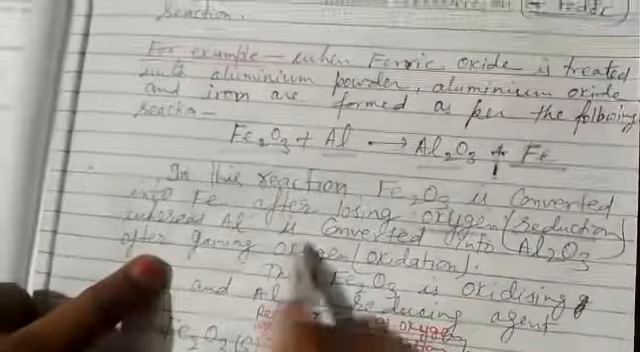 reaction.
For example - when Ferric oxide is treated
with aluminium powder, aluminium oxide
and iron are formed as per the following
reaction -
Fe₂O₃ + Al → Al₂O₃ + Fe
In this reaction Fe₂O₃ is Converted
into Fe after losing oxygen (reduction)
whereas Al is Converted into (Al₂O₃
after gaining oxygen (oxidation).
Fe₂O₃ is oxidising
and Al reducing agent
oxygen